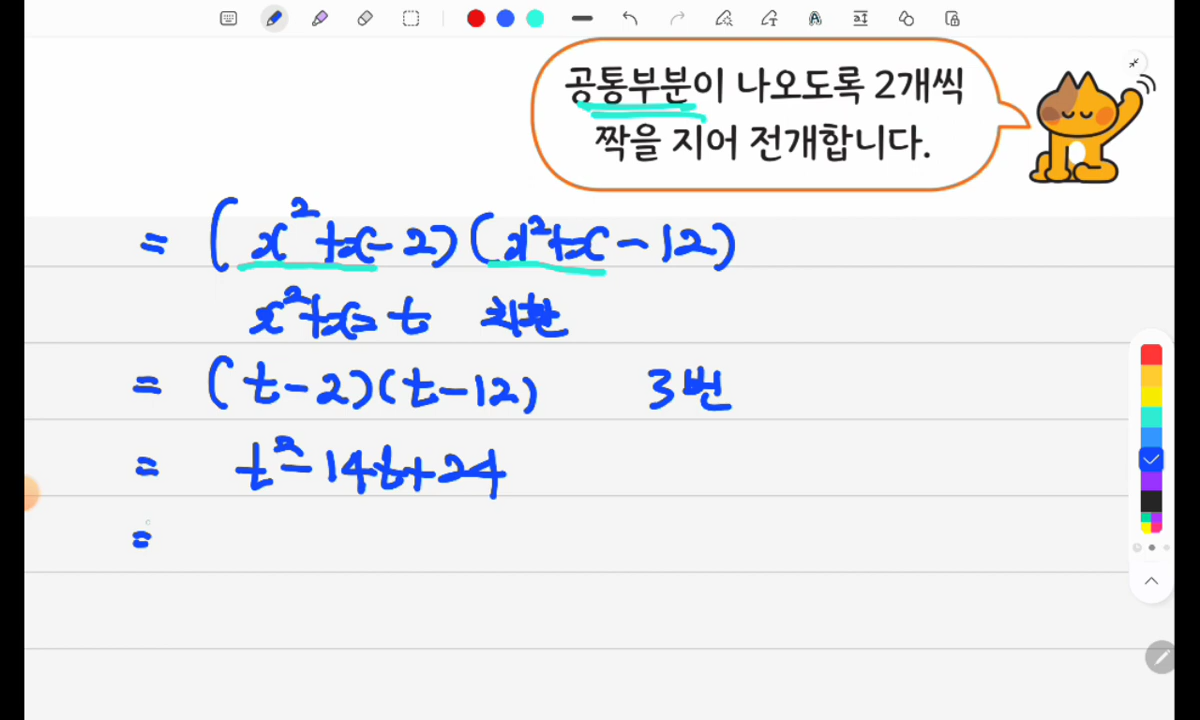 공통부분이 나오도록 2개씩
짝을 지어 전개합니다.
= (x²+x-2)(x²+x-12)
x²+x=t 치환
= (t-2)(t-12) 3번
= t²-14t+24
=